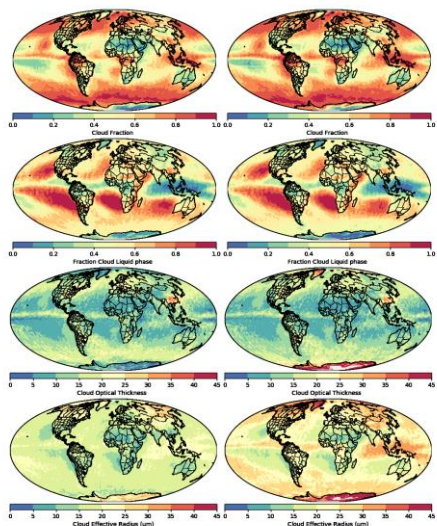 0.0 0.2 0.4 0.6 0.8 1.0 0.0 0.2 0.4 0.6 0.8 1.0
Cloud Fraction Cloud Fraction
0.0 0.2 0.4 0.6 0.8 1.0 0.0 0.2 0.4 0.6 0.8 1.0
Fraction Cloud Liquid phase Fraction Cloud Liquid phase
0 5 10 15 20 25 30 35 40 45 0 5 10 15 20 25 30 35 40 45
Cloud Optical Thickness Cloud Optical Thickness
0 5 10 15 20 25 30 35 40 45 0 5 10 15 20 25 30 35 40 45
Cloud Effective Radius (um) Cloud Effective Radius (um)